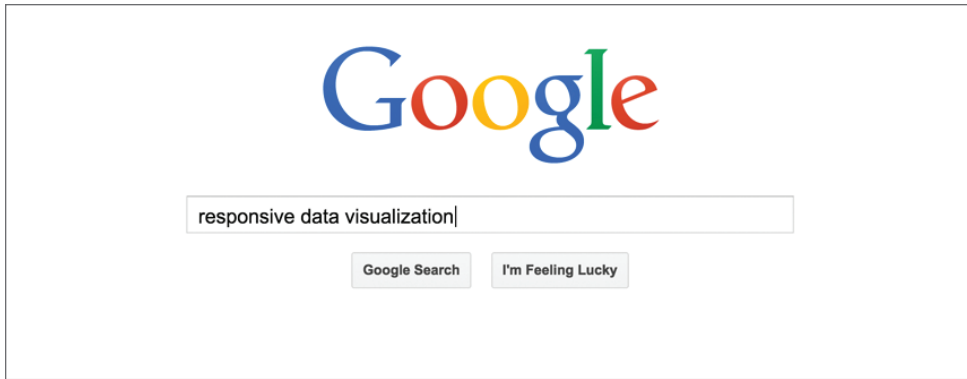 Google
responsive data visualization
Google Search
I'm Feeling Lucky